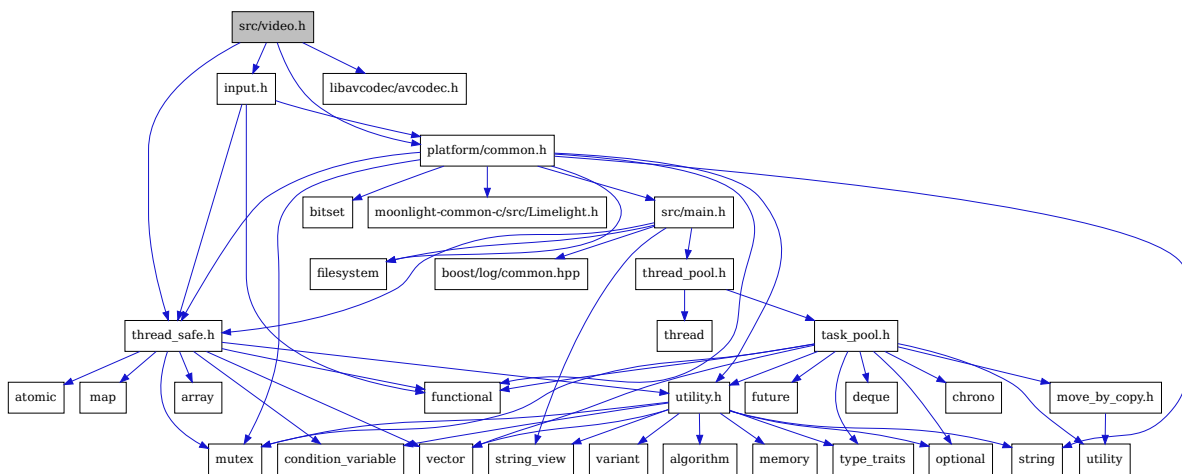 src/video.h
input.h
libavcodec/avcodec.h
platform/common.h
bitset
moonlight-common-c/src/Limelight.h
src/main.h
filesystem
boost/log/common.hpp
thread_pool.h
thread_safe.h
thread
task_pool.h
atomic
map
array
functional
utility.h
future
deque
chrono
move_by_copy.h
mutex
condition_variable
vector
string_view
variant
algorithm
memory
type_traits
optional
string
utility